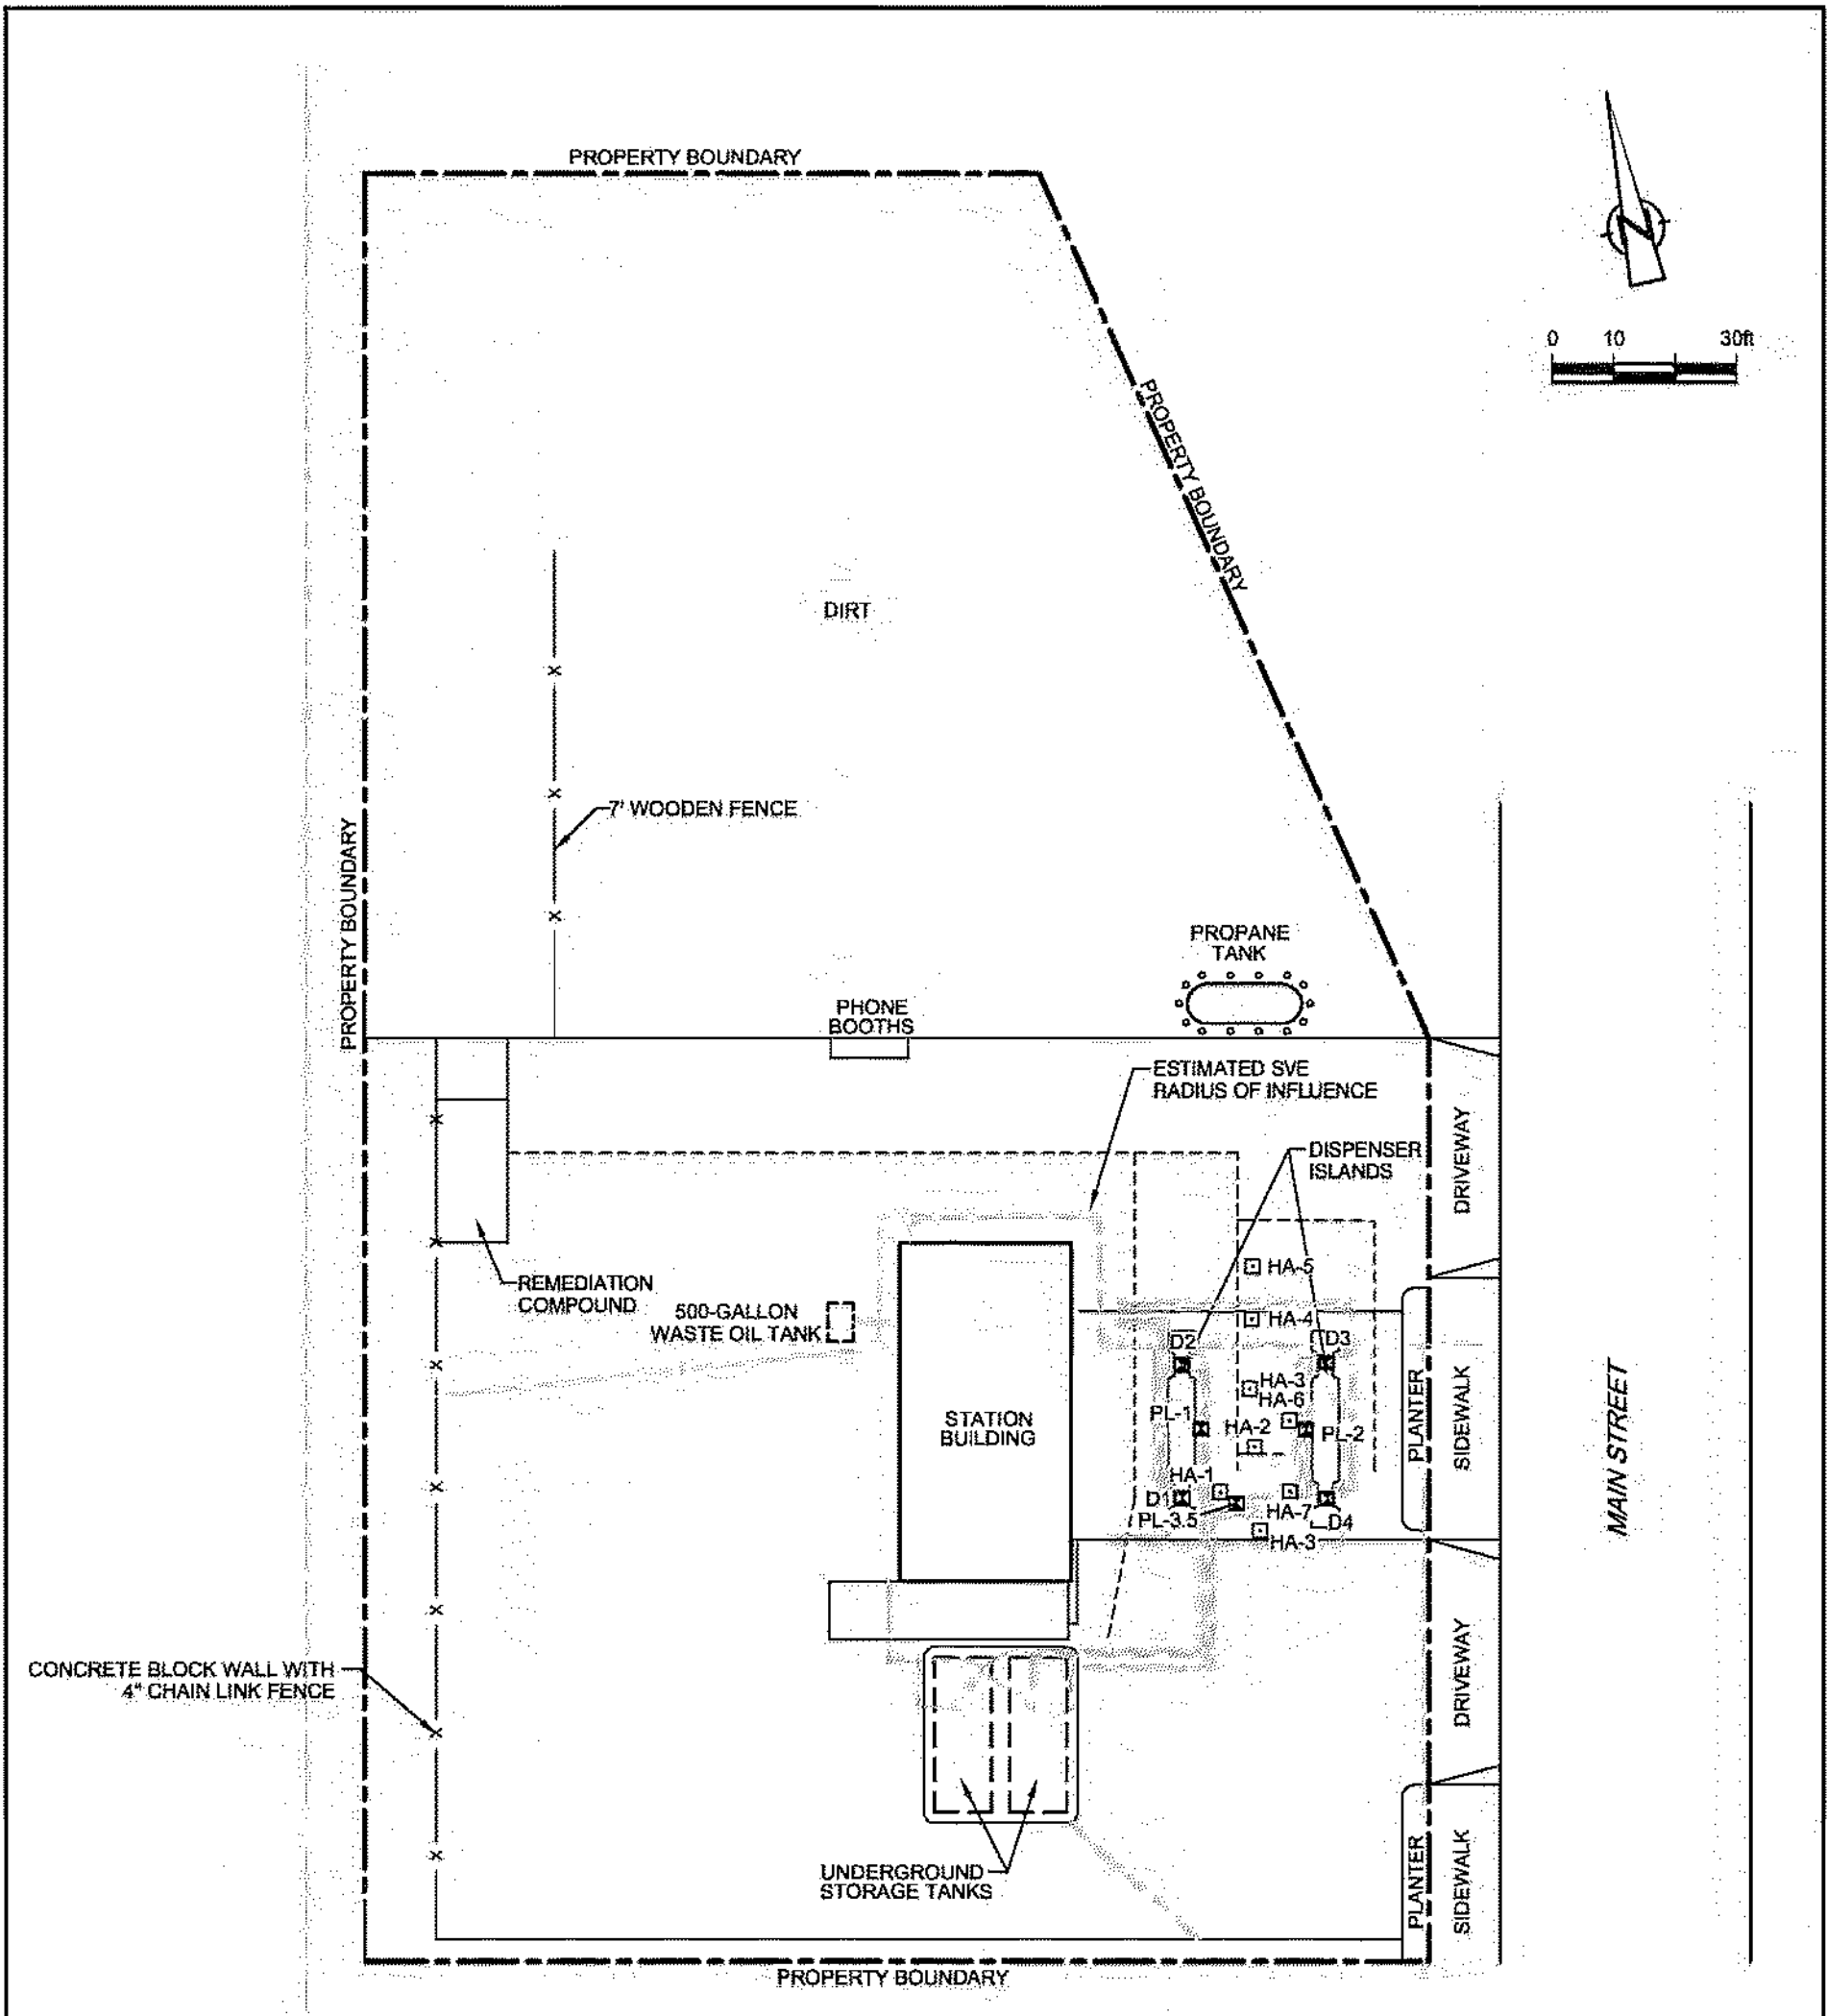 PROPERTY BOUNDARY
N
0 10 30ft
PROPERTY BOUNDARY
DIRT
7' WOODEN FENCE
PROPERTY BOUNDARY
PROPANE
TANK
PHONE
BOOTHS
ESTIMATED SVE
RADIUS OF INFLUENCE
DISPENSER
ISLANDS
DRIVEWAY
REMEDIATION
COMPOUND
500-GALLON
WASTE OIL TANK
HA-5
HA-4
D2
D3
HA-3
HA-6
PL-1
HA-2
PL-2
STATION
BUILDING
PLANTER
SIDEWALK
MAIN STREET
HA-1
D1
PL-3.5
HA-7
D4
HA-3
CONCRETE BLOCK WALL WITH
4" CHAIN LINK FENCE
DRIVEWAY
UNDERGROUND
STORAGE TANKS
PLANTER
SIDEWALK
PROPERTY BOUNDARY